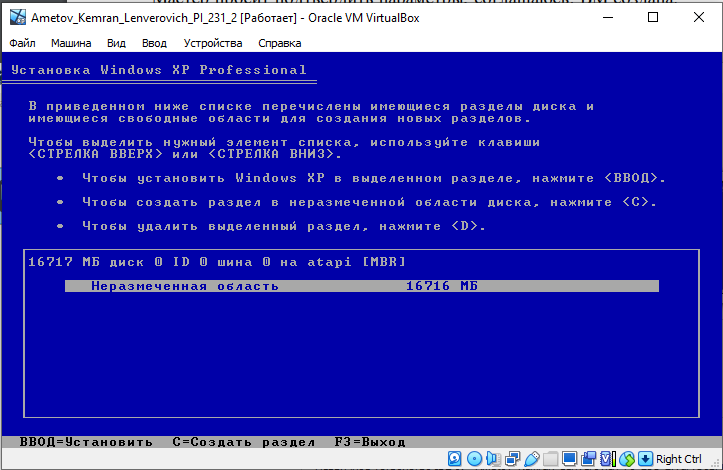 Ametov_Kemran_Lenverovich_PI_231_2 [Работает] - Oracle VM VirtualBox
Файл Машина Вид Ввод Устройства Справка
Установка Windows XP Professional
В приведенном ниже списке перечислены имеющиеся разделы диска и
имеющиеся свободные области для создания новых разделов.
Чтобы выделить нужный элемент списка, используйте клавиши
<СТРЕЛКА ВВЕРХ> или <СТРЕЛКА ВНИЗ>.
• Чтобы установить Windows XP в выделенном разделе, нажмите <ВВОД>.
• Чтобы создать раздел в неразмеченной области диска, нажмите <C>.
• Чтобы удалить выделенный раздел, нажмите <D>.
16717 МБ диск 0 ID 0 шина 0 на atapi [MBR]
Неразмеченная область 16716 МБ
ВВОД=Установить C=Создать раздел F3=Выход
Right Ctrl